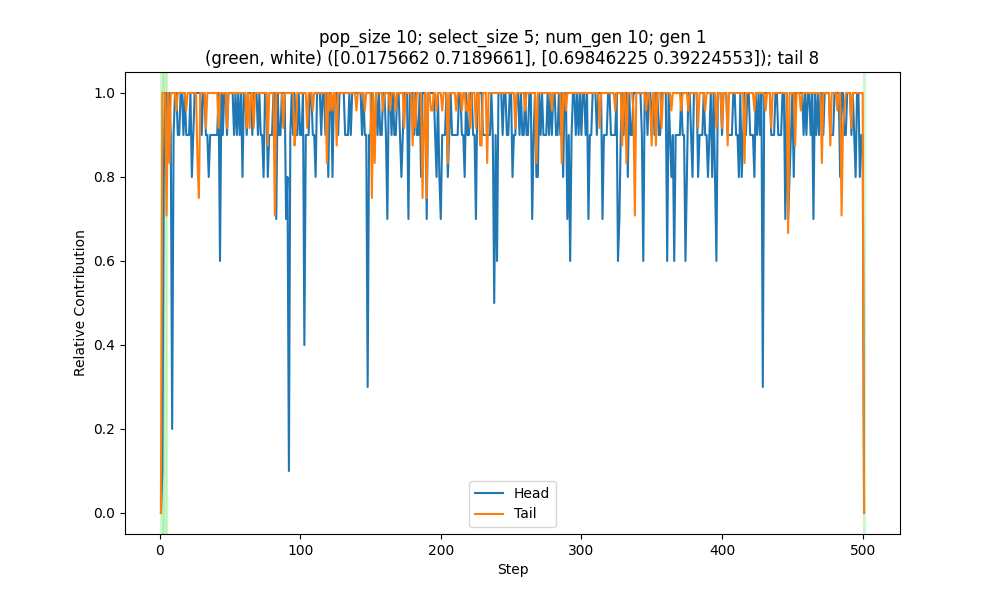 pop_size 10; select_size 5; num_gen 10; gen 1
(green, white) ([0.0175662 0.7189661], [0.69846225 0.39224553]); tail 8
1.0
0.8
0.6
0.4
0.2
0.0
Relative Contribution
Head
Tail
0 100 200 300 400 500
Step